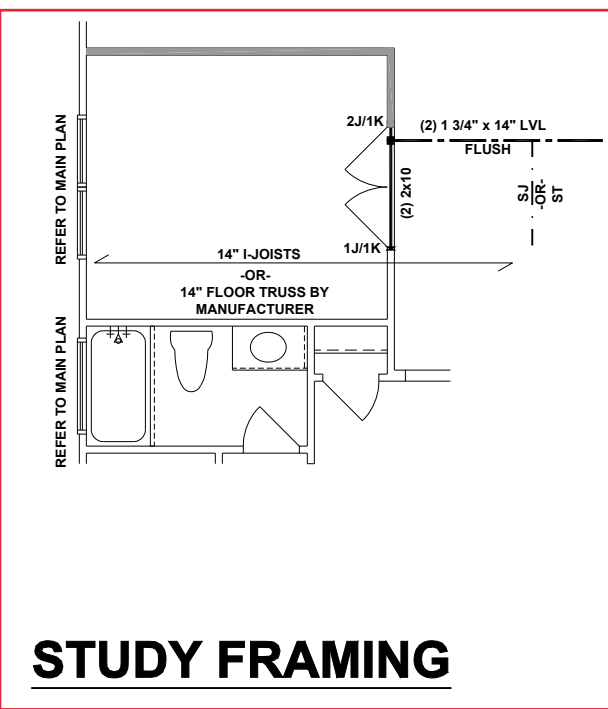 REFER TO MAIN PLAN
2J/1K
(2) 1 3/4" x 14" LVL
FLUSH
(2) 2x10
SJ
-OR-
ST
1J/1K
14" I-JOISTS
-OR-
14" FLOOR TRUSS BY
MANUFACTURER
REFER TO MAIN PLAN
STUDY FRAMING